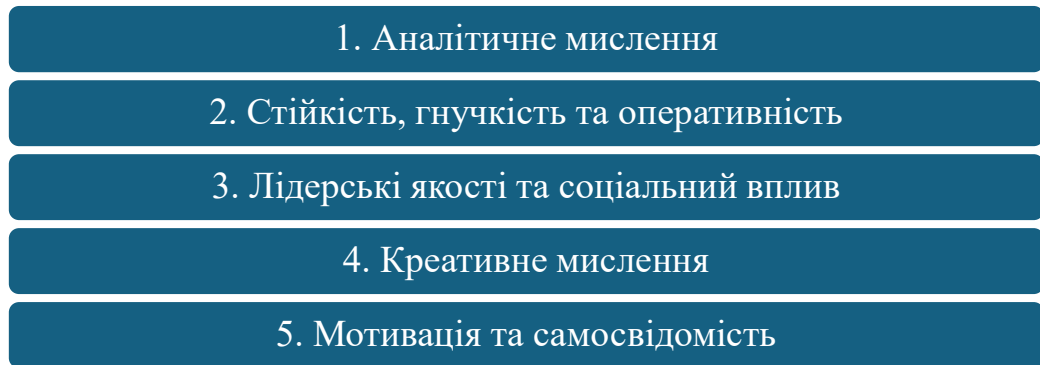 1. Аналітичне мислення
2. Стійкість, гнучкість та оперативність
3. Лідерські якості та соціальний вплив
4. Креативне мислення
5. Мотивація та самосвідомість